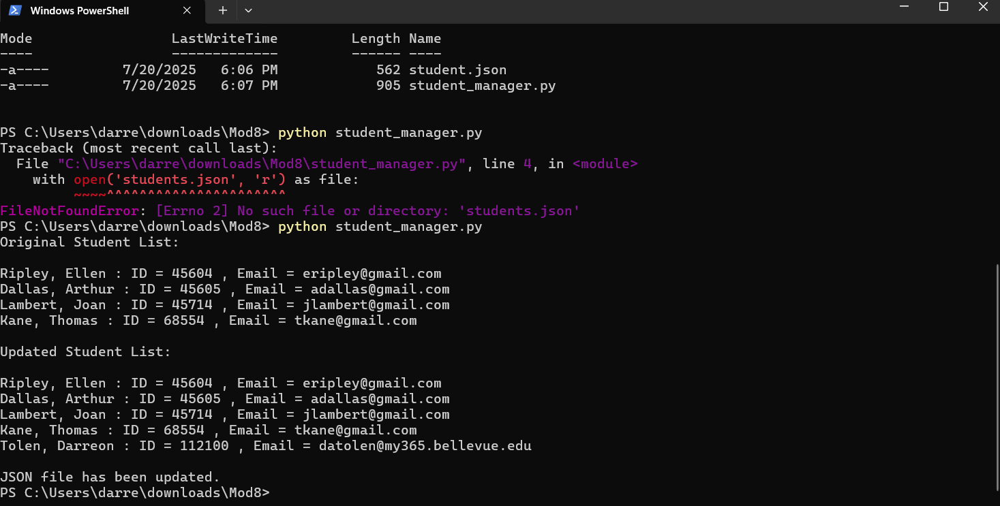 Windows PowerShell
Mode                 LastWriteTime         Length Name
----                 -------------         ------ ----
-a----         7/20/2025   6:06 PM            562 student.json
-a----         7/20/2025   6:07 PM            905 student_manager.py
PS C:\Users\darre\downloads\Mod8> python student_manager.py
Traceback (most recent call last):
  File "C:\Users\darre\downloads\Mod8\student_manager.py", line 4, in <module>
    with open('students.json', 'r') as file:
         ~~~~^^^^^^^^^^^^^^^^^^^^^^
FileNotFoundError: [Errno 2] No such file or directory: 'students.json'
PS C:\Users\darre\downloads\Mod8> python student_manager.py
Original Student List:
Ripley, Ellen : ID = 45604 , Email = eripley@gmail.com
Dallas, Arthur : ID = 45605 , Email = adallas@gmail.com
Lambert, Joan : ID = 45714 , Email = jlambert@gmail.com
Kane, Thomas : ID = 68554 , Email = tkane@gmail.com
Updated Student List:
Ripley, Ellen : ID = 45604 , Email = eripley@gmail.com
Dallas, Arthur : ID = 45605 , Email = adallas@gmail.com
Lambert, Joan : ID = 45714 , Email = jlambert@gmail.com
Kane, Thomas : ID = 68554 , Email = tkane@gmail.com
Tolen, Darreon : ID = 112100 , Email = datolen@my365.bellevue.edu
JSON file has been updated.
PS C:\Users\darre\downloads\Mod8>